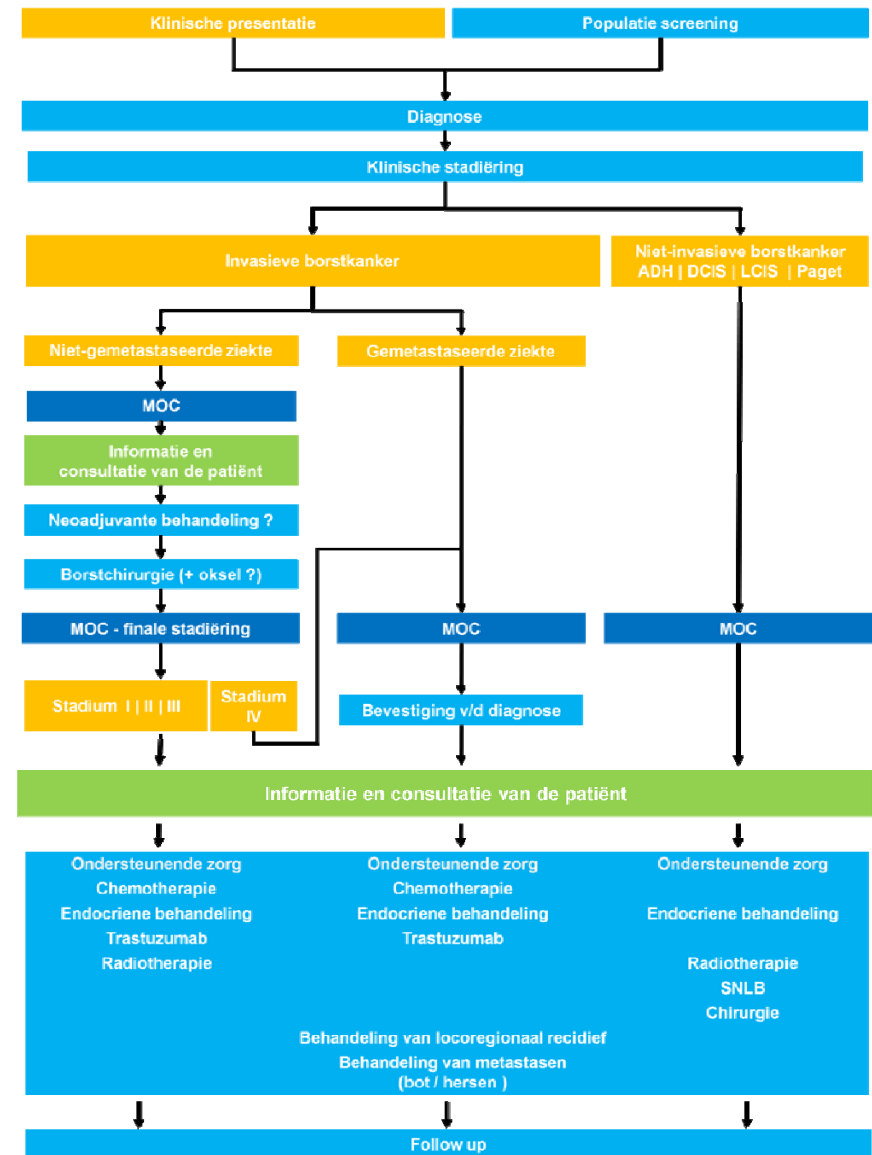 Klinische presentatie
Populatie screening
Diagnose
Klinische stadiëring
Invasieve borstkanker
Niet-invasieve borstkanker
ADH | DCIS | LCIS | Paget
Niet-gemetastaseerde ziekte
Gemetastaseerde ziekte
MOC
Informatie en
consultatie van de patiënt
Neoadjuvante behandeling ?
Borstchirurgie (+ oksel ?)
MOC - finale stadiëring
MOC
MOC
Stadium I | II | III
Stadium
IV
Bevestiging v/d diagnose
Informatie en consultatie van de patiënt
Ondersteunende zorg
Chemotherapie
Endocriene behandeling
Trastuzumab
Radiotherapie
Ondersteunende zorg
Chemotherapie
Endocriene behandeling
Trastuzumab
Behandeling van locoregionaal recidief
Behandeling van metastasen
(bot / hersen )
Ondersteunende zorg
Endocriene behandeling
Radiotherapie
SNLB
Chirurgie
Follow up